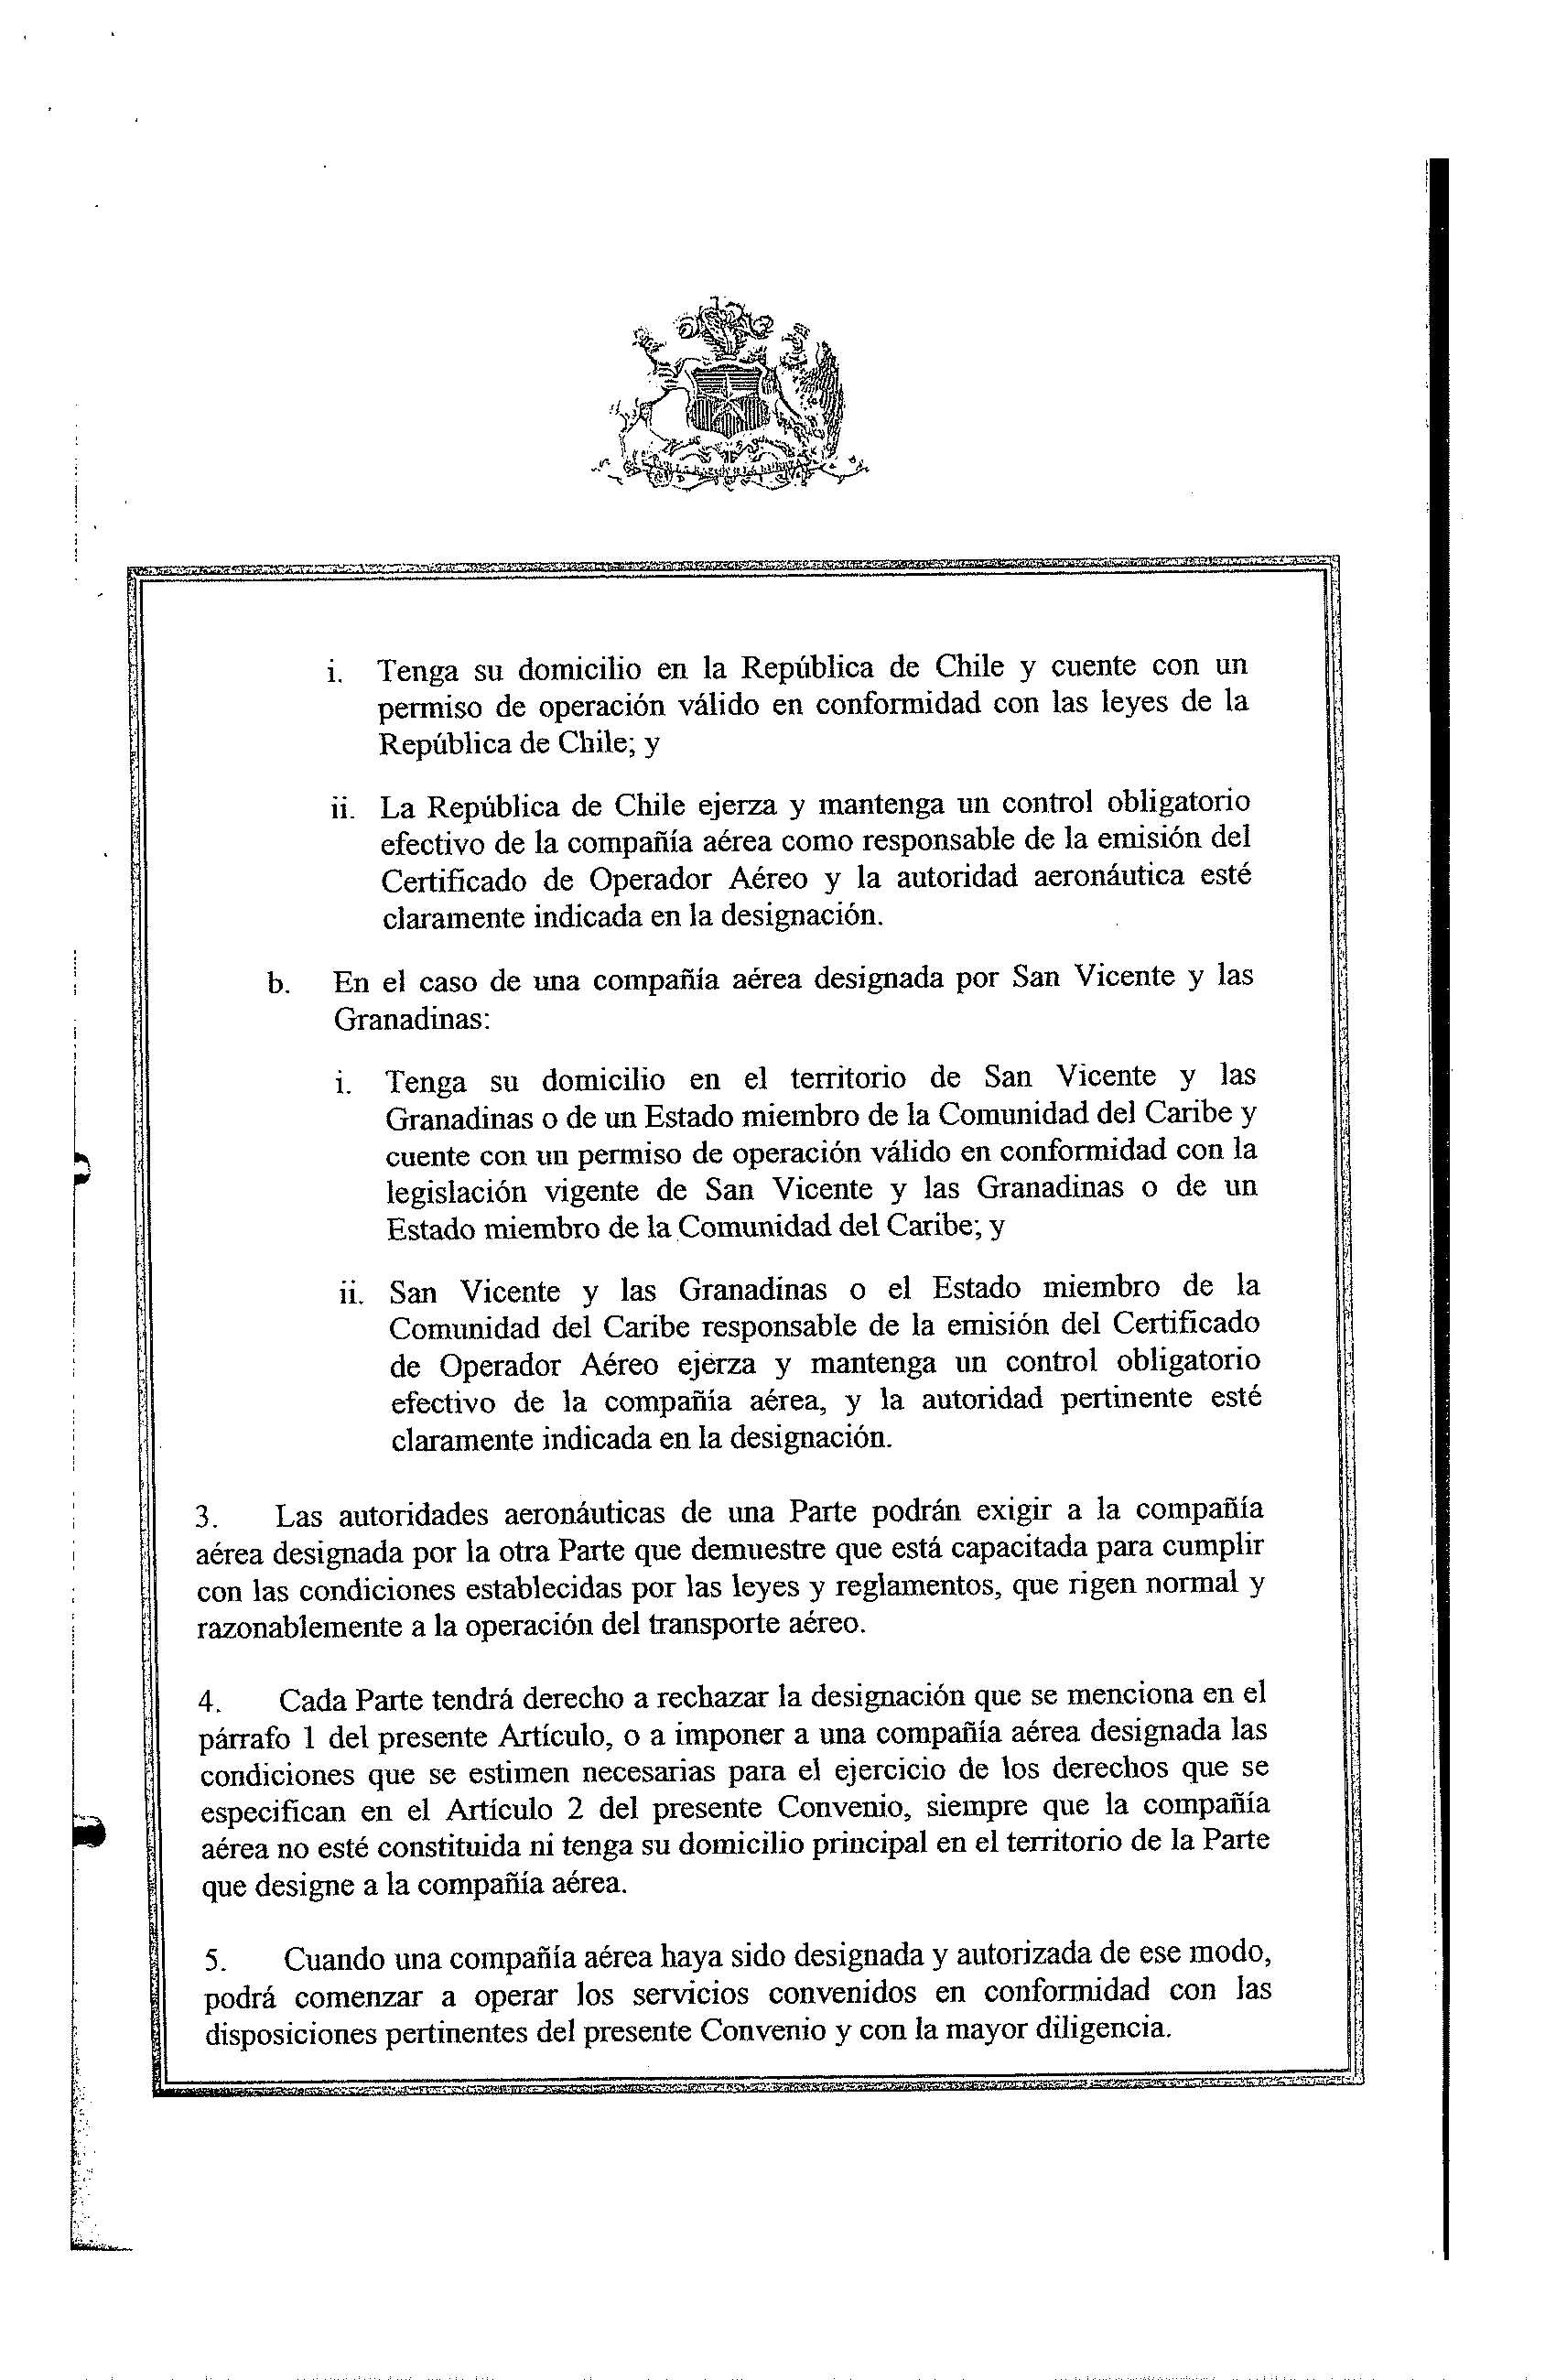 i. Tenga su domicilio en la República de Chile y cuente con un
permiso de operación válido en conformidad con las leyes de la
República de Chile; y
ii. La República de Chile ejerza y mantenga un control obligatorio
efectivo de la compañía aérea como responsable de la emisión del
Certificado de Operador Aéreo y la autoridad aeronáutica esté
claramente indicada en la designación.
b. En el caso de una compañía aérea designada por San Vicente y las
Granadinas:
i. Tenga su domicilio en el territorio de San Vicente y las
Granadinas o de un Estado miembro de la Comunidad del Caribe y
cuente con un permiso de operación válido en conformidad con la
legislación vigente de San Vicente y las Granadinas o de un
Estado miembro de la Comunidad del Caribe; y
ii. San Vicente y las Granadinas o el Estado miembro de la
Comunidad del Caribe responsable de la emisión del Certificado
de Operador Aéreo ejerza y mantenga un control obligatorio
efectivo de la compañía aérea, y la autoridad pertinente esté
claramente indicada en la designación.
3. Las autoridades aeronáuticas de una Parte podrán exigir a la compañía
aérea designada por la otra Parte que demuestre que está capacitada para cumplir
con las condiciones establecidas por las leyes y reglamentos, que rigen normal y
razonablemente a la operación del transporte aéreo.
4. Cada Parte tendrá derecho a rechazar la designación que se menciona en el
párrafo 1 del presente Artículo, o a imponer a una compañía aérea designada las
condiciones que se estimen necesarias para el ejercicio de los derechos que se
especifican en el Artículo 2 del presente Convenio, siempre que la compañía
aérea no esté constituida ni tenga su domicilio principal en el territorio de la Parte
que designe a la compañía aérea.
5. Cuando una compañía aérea haya sido designada y autorizada de ese modo,
podrá comenzar a operar los servicios convenidos en conformidad con las
disposiciones pertinentes del presente Convenio y con la mayor diligencia.